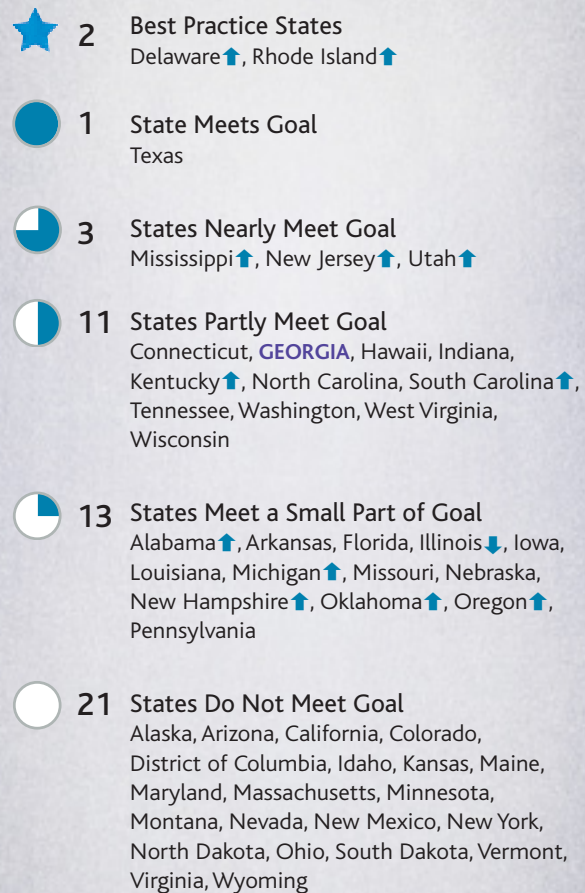 2 Best Practice States
Delaware⬆, Rhode Island⬆
1 State Meets Goal
Texas
3 States Nearly Meet Goal
Mississippi⬆, New Jersey⬆, Utah⬆
11 States Partly Meet Goal
Connecticut, GEORGIA, Hawaii, Indiana,
Kentucky⬆, North Carolina, South Carolina⬆,
Tennessee, Washington, West Virginia,
Wisconsin
13 States Meet a Small Part of Goal
Alabama⬆, Arkansas, Florida, Illinois⬇, Iowa,
Louisiana, Michigan⬆, Missouri, Nebraska,
New Hampshire⬆, Oklahoma⬆, Oregon⬆,
Pennsylvania
21 States Do Not Meet Goal
Alaska, Arizona, California, Colorado,
District of Columbia, Idaho, Kansas, Maine,
Maryland, Massachusetts, Minnesota,
Montana, Nevada, New Mexico, New York,
North Dakota, Ohio, South Dakota, Vermont,
Virginia, Wyoming